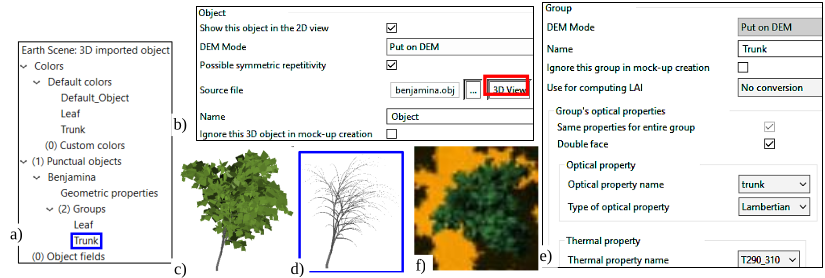 Earth Scene: 3D imported object
Colors
Default colors
Default_Object
Leaf
Trunk
(0) Custom colors
(1) Punctual objects
Benjamina
Geometric properties
(2) Groups
Leaf
Trunk
(0) Object fields
a)
Object
Show this object in the 2D view
DEM Mode
Put on DEM
Possible symmetric repetitivity
Source file
benjamina.obj
...
3D View
Name
Object
Ignore this 3D object in mock-up creation
b)
c)
d)
f)
Group
DEM Mode
Put on DEM
Name
Trunk
Ignore this group in mock-up creation
Use for computing LAI
No conversion
Group's optical properties
Same properties for entire group
Double face
Optical property
Optical property name
trunk
Type of optical property
Lambertian
Thermal property
Thermal property name
T290_310
e)